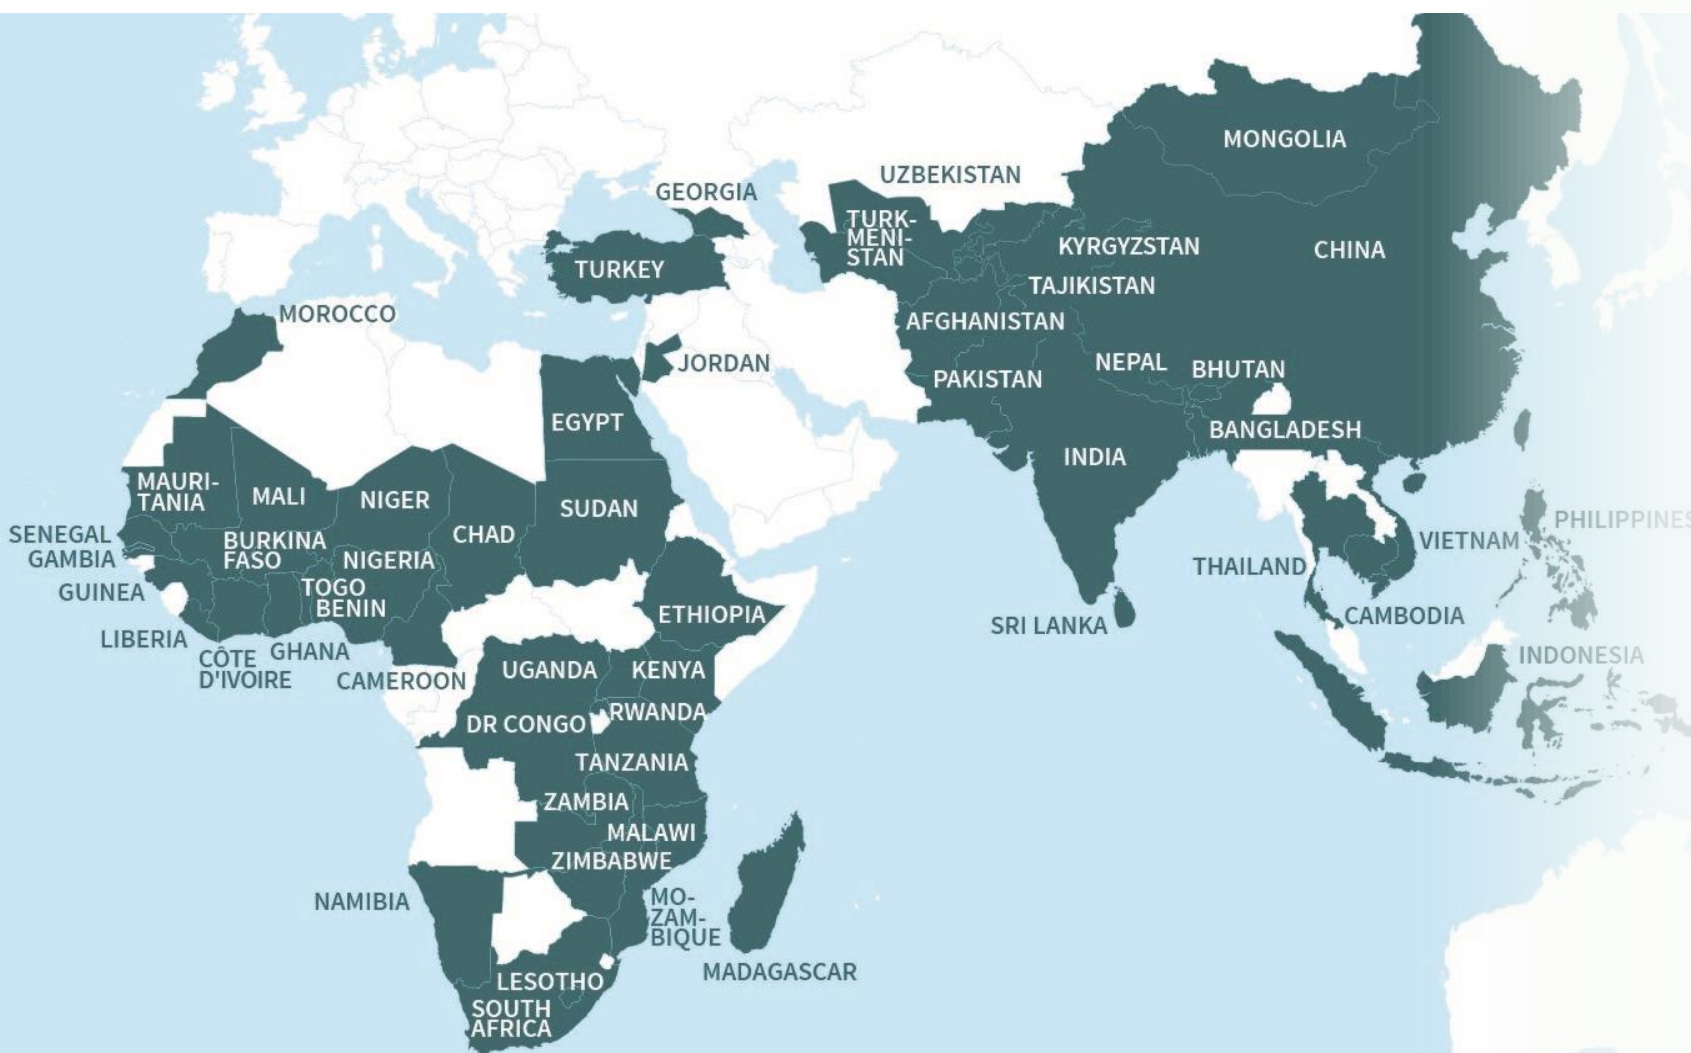 MONGOLIA
UZBEKISTAN
GEORGIA
TURK-
MENI-
STAN
KYRGYZSTAN
CHINA
TURKEY
TAJIKISTAN
MOROCCO
AFGHANISTAN
JORDAN
NEPAL
BHUTAN
PAKISTAN
EGYPT
BANGLADESH
INDIA
MAURI-
TANIA
MALI
NIGER
SUDAN
CHAD
SENEGAL
GAMBIA
BURKINA
FASO
NIGERIA
VIETNAM
PHILIPPINES
THAILAND
GUINEA
TOGO
BENIN
ETHIOPIA
SRI LANKA
CAMBODIA
LIBERIA
CÔTE
D'IVOIRE
GHANA
CAMEROON
UGANDA
KENYA
INDONESIA
DR CONGO
RWANDA
TANZANIA
ZAMBIA
MALAWI
ZIMBABWE
NAMIBIA
MO-
ZAM-
BIQUE
MADAGASCAR
LESOTHO
SOUTH
AFRICA